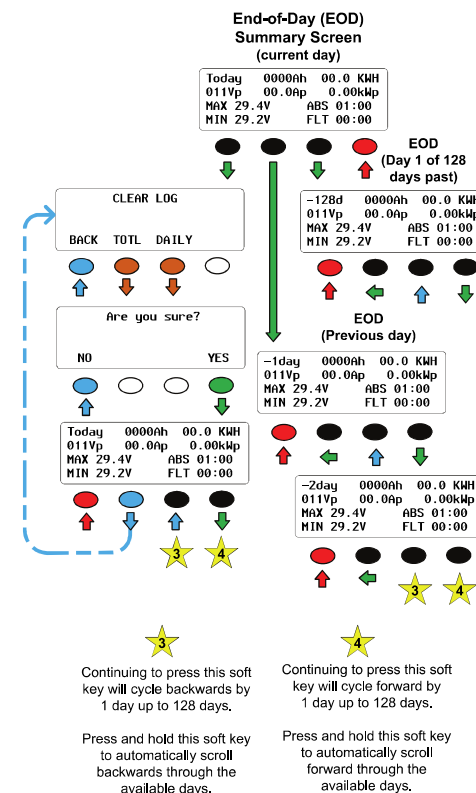 End-of-Day (EOD)
Summary Screen
(current day)
Today 0000Ah 00.0 KWH
011Vp 00.0Ap 0.00kWp
MAX 29.4V ABS 01:00
MIN 29.2V FLT 00:00
EOD
(Day 1 of 128
days past)
-128d 0000Ah 00.0 KWH
011Vp 00.0Ap 0.00kWp
MAX 29.4V ABS 01:00
MIN 29.2V FLT 00:00
CLEAR LOG
BACK TOTL DAILY
Are you sure?
NO YES
EOD
(Previous day)
-1day 0000Ah 00.0 KWH
011Vp 00.0Ap 0.00kWp
MAX 29.4V ABS 01:00
MIN 29.2V FLT 00:00
Today 0000Ah 00.0 KWH
011Vp 00.0Ap 0.00kWp
MAX 29.4V ABS 01:00
MIN 29.2V FLT 00:00
3 4
-2day 0000Ah 00.0 KWH
011Vp 00.0Ap 0.00kWp
MAX 29.4V ABS 01:00
MIN 29.2V FLT 00:00
3 4
3
Continuing to press this soft
key will cycle backwards by
1 day up to 128 days.
Press and hold this soft key
to automatically scroll
backwards through the
available days.
4
Continuing to press this soft
key will cycle forward by
1 day up to 128 days.
Press and hold this soft key
to automatically scroll
forward through the
available days.